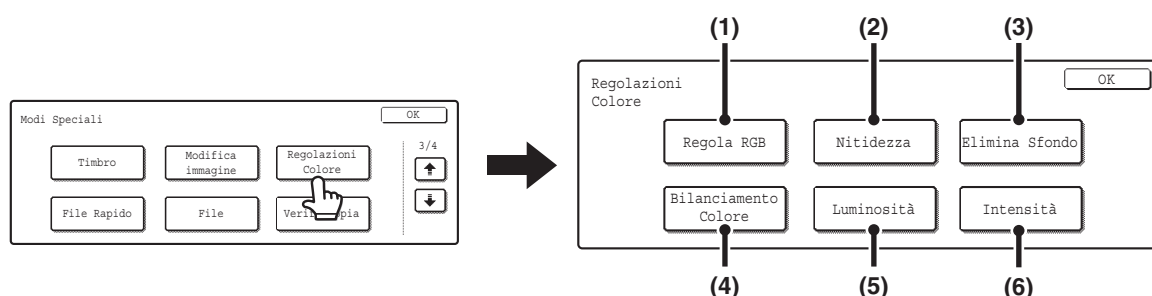 Modi Speciali
OK
Timbro
Modifica
immagine
Regolazioni
Colore
3/4
File Rapido
File
(1)
(2)
(3)
Regolazioni
Colore
OK
Regola RGB
Nitidezza
Elimina Sfondo
Bilanciamento
Colore
Luminosità
Intensità
(4)
(5)
(6)